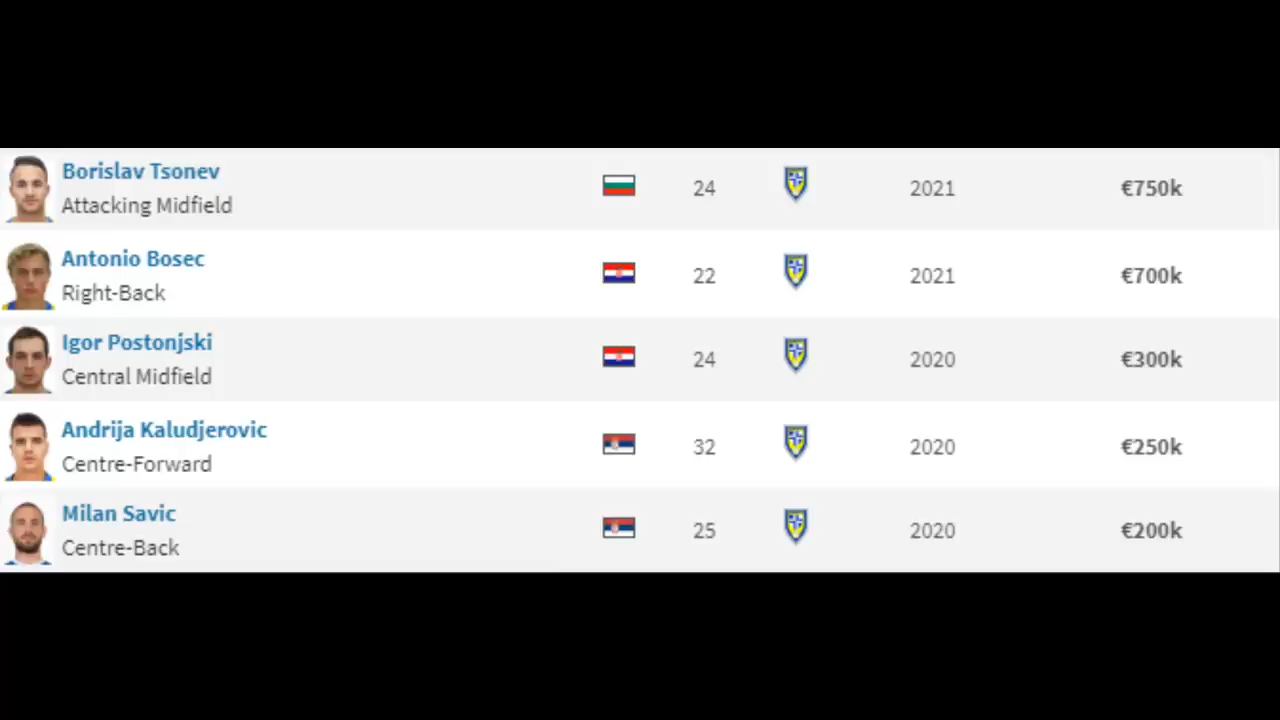 Borislav Tsonev
Attacking Midfield
24
2021
€750k
Antonio Bosec
Right-Back
22
2021
€700k
Igor Postonjski
Central Midfield
24
2020
€300k
Andrija Kaludjerovic
Centre-Forward
32
2020
€250k
Milan Savic
Centre-Back
25
2020
€200k